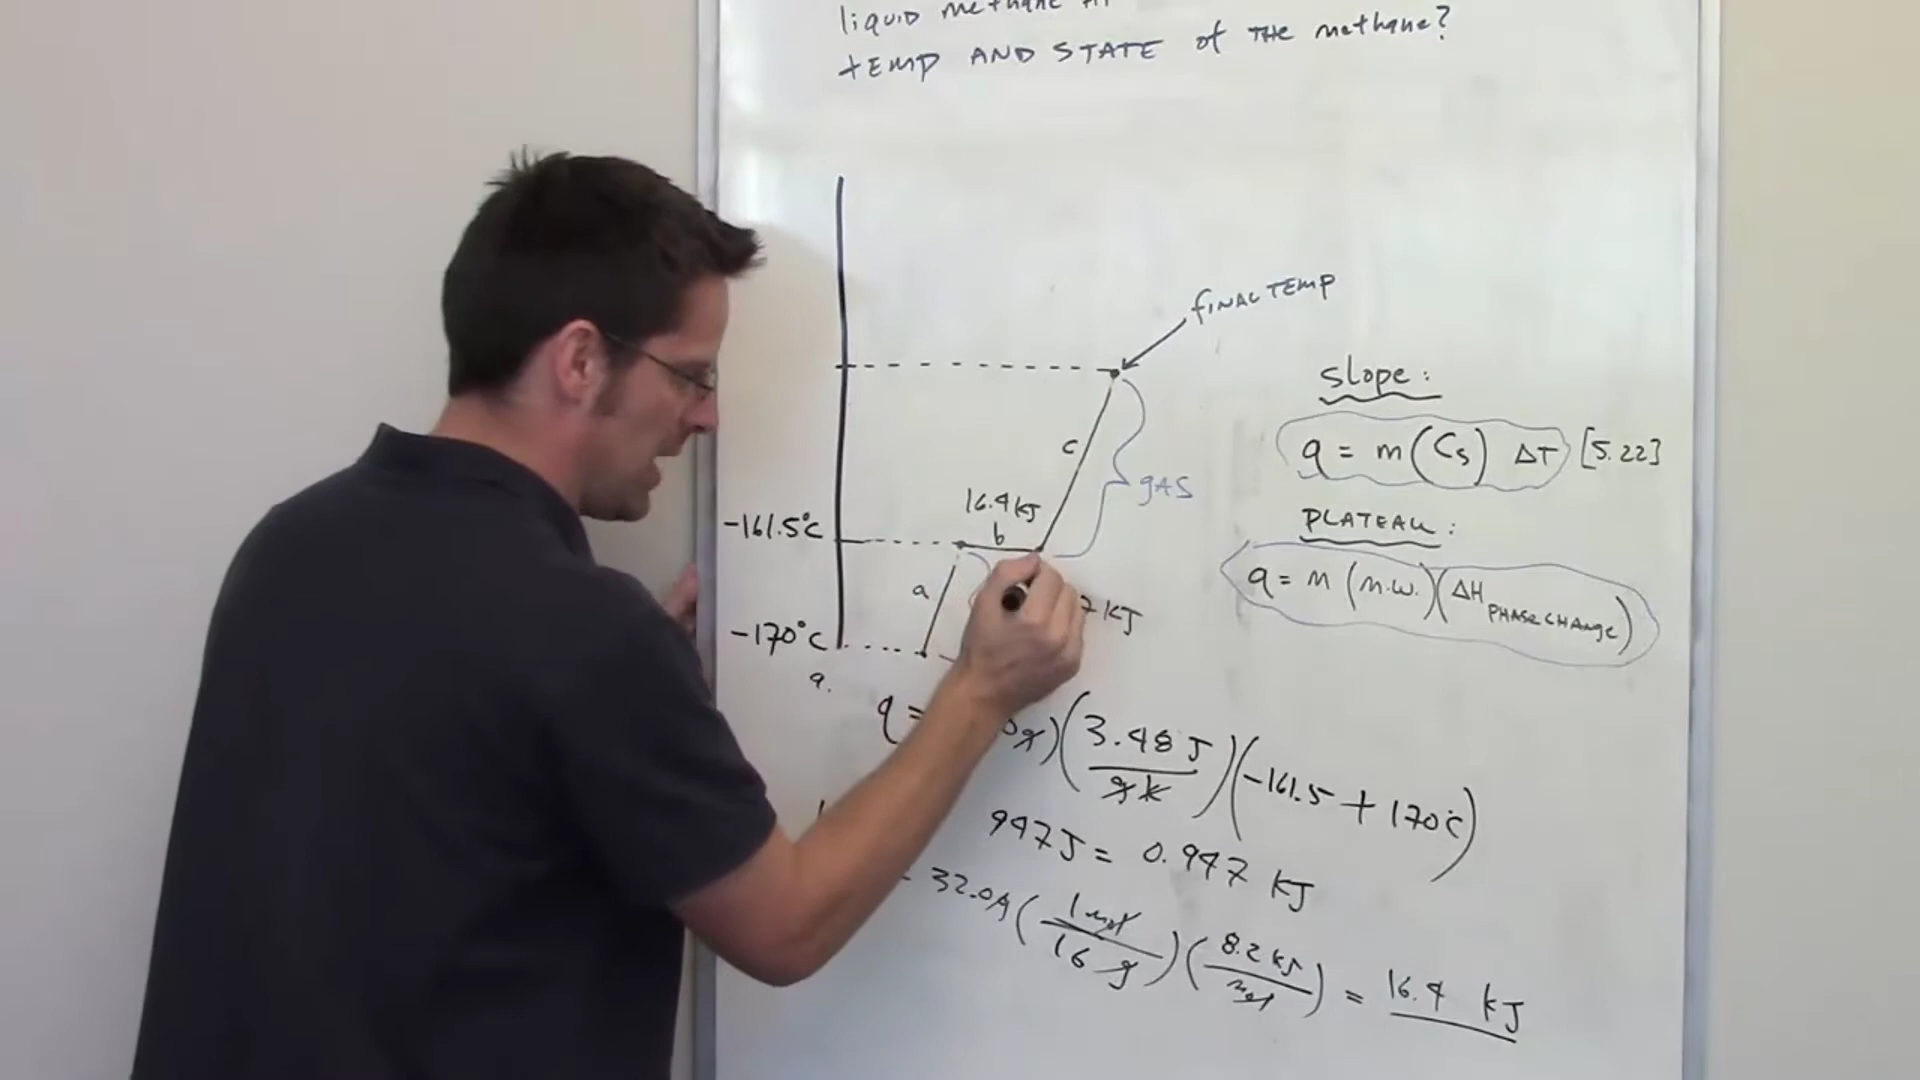 liquid methane
temp AND STATE of THE methane?
FINAL TEMP
Slope:
q = m (Cs) ΔT [5.22]
c
gAS
16.4 KJ
b
-161.5°C
PLATEAU:
q = m (m.w.) (ΔH PHASE CHANGE)
a
7 KJ
-170°C
a.
q = g) (3.48 J / g k) (-161.5 + 170°C)
947 J = 0.947 KJ
32.0g (1 mol / 16 g) (8.2 KJ / mol) = 16.4 KJ